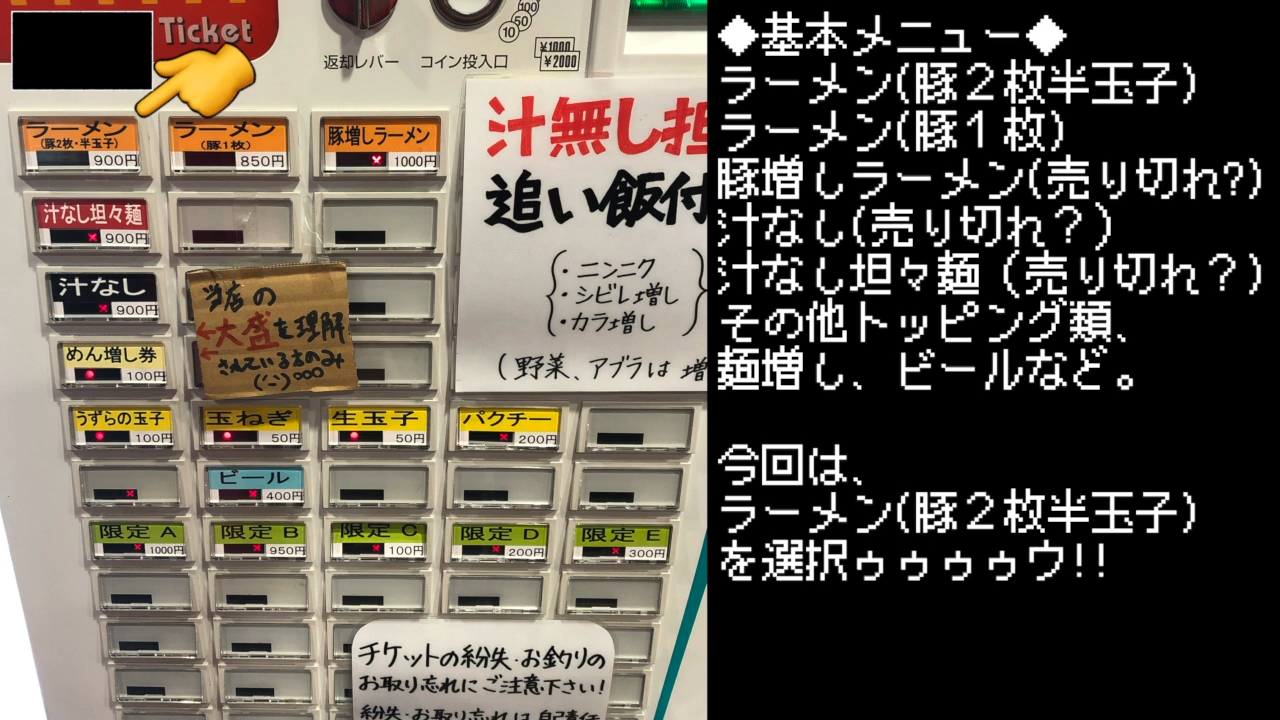 Ticket
返却レバー
コイン投入口
10
50
100
¥1000
¥2000
ラーメン
(豚2枚・半玉子)
900円
ラーメン
(豚1枚)
850円
豚増しラーメン
1000円
汁なし坦々麺
900円
汁なし
900円
めん増し券
100円
当店の
←大盛を理解
←されている方のみ
うずらの玉子
100円
玉ねぎ
50円
生玉子
50円
パクチー
200円
ビール
400円
限定A
1000円
限定B
950円
限定C
100円
限定D
200円
限定E
300円
汁無し担
追い飯付
・ニンニク
・シビレ増し
・カラ増し
(野菜、アブラは増
チケットの紛失・お釣りの
お取り忘れにご注意下さい!
紛失・お取り忘れは自己責任
◆基本メニュー◆
ラーメン(豚２枚半玉子)
ラーメン(豚１枚)
豚増しラーメン(売り切れ?)
汁なし(売り切れ？)
汁なし坦々麺（売り切れ？)
その他トッピング類、
麺増し、ビールなど。
今回は、
ラーメン(豚２枚半玉子)
を選択ゥゥゥゥウ!!